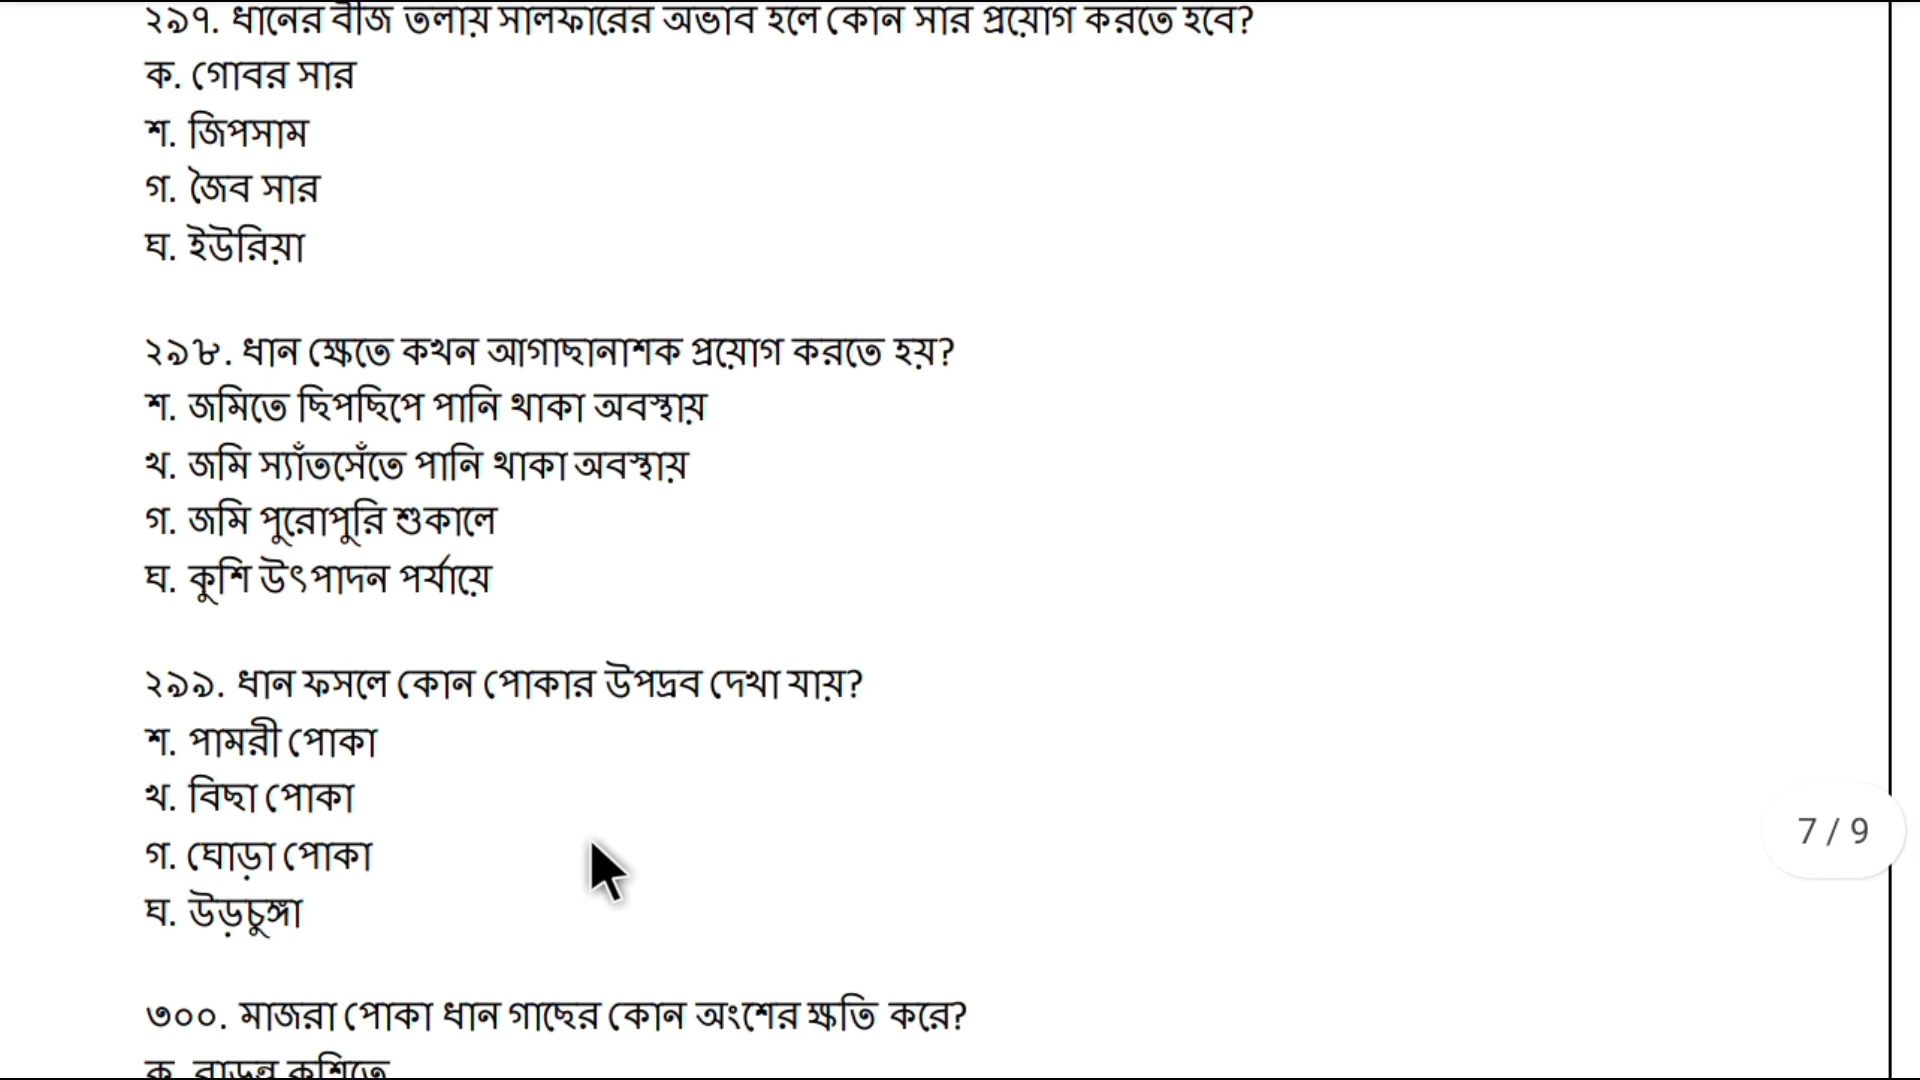 ২৯৭. ধানের বীজ তলায় সালফারের অভাব হলে কোন সার প্রয়োগ করতে হবে?
ক. গোবর সার
শ. জিপসাম
গ. জৈব সার
ঘ. ইউরিয়া
২৯৮. ধান ক্ষেতে কখন আগাছানাশক প্রয়োগ করতে হয়?
শ. জমিতে ছিপছিপে পানি থাকা অবস্থায়
খ. জমি স্যাঁতসেঁতে পানি থাকা অবস্থায়
গ. জমি পুরোপুরি শুকালে
ঘ. কুশি উৎপাদন পর্যায়ে
২৯৯. ধান ফসলে কোন পোকার উপদ্রব দেখা যায়?
শ. পামরী পোকা
খ. বিছা পোকা
গ. ঘোড়া পোকা
7 / 9
ঘ. উড়চুঙ্গা
৩০০. মাজরা পোকা ধান গাছের কোন অংশের ক্ষতি করে?
ক. বাড়ন্ত কুশিতে